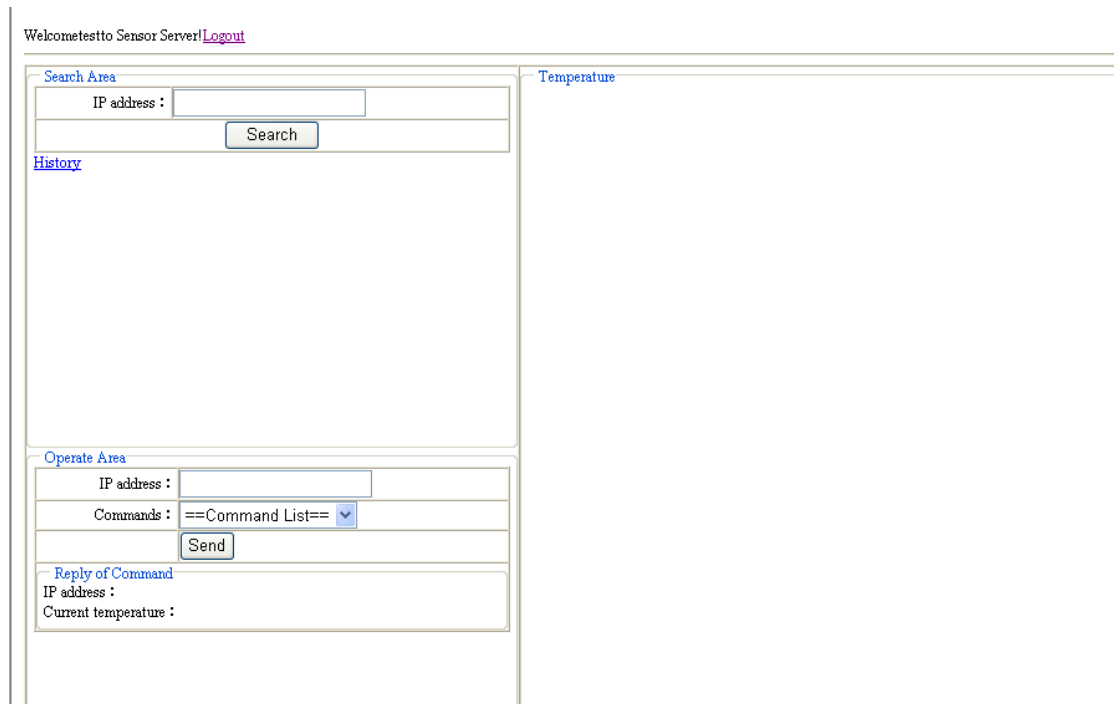 Welcometestto Sensor Server!Logout
Search Area
IP address：
Search
History
Operate Area
IP address：
Commands：==Command List==
Send
Reply of Command
IP address：
Current temperature：
Temperature